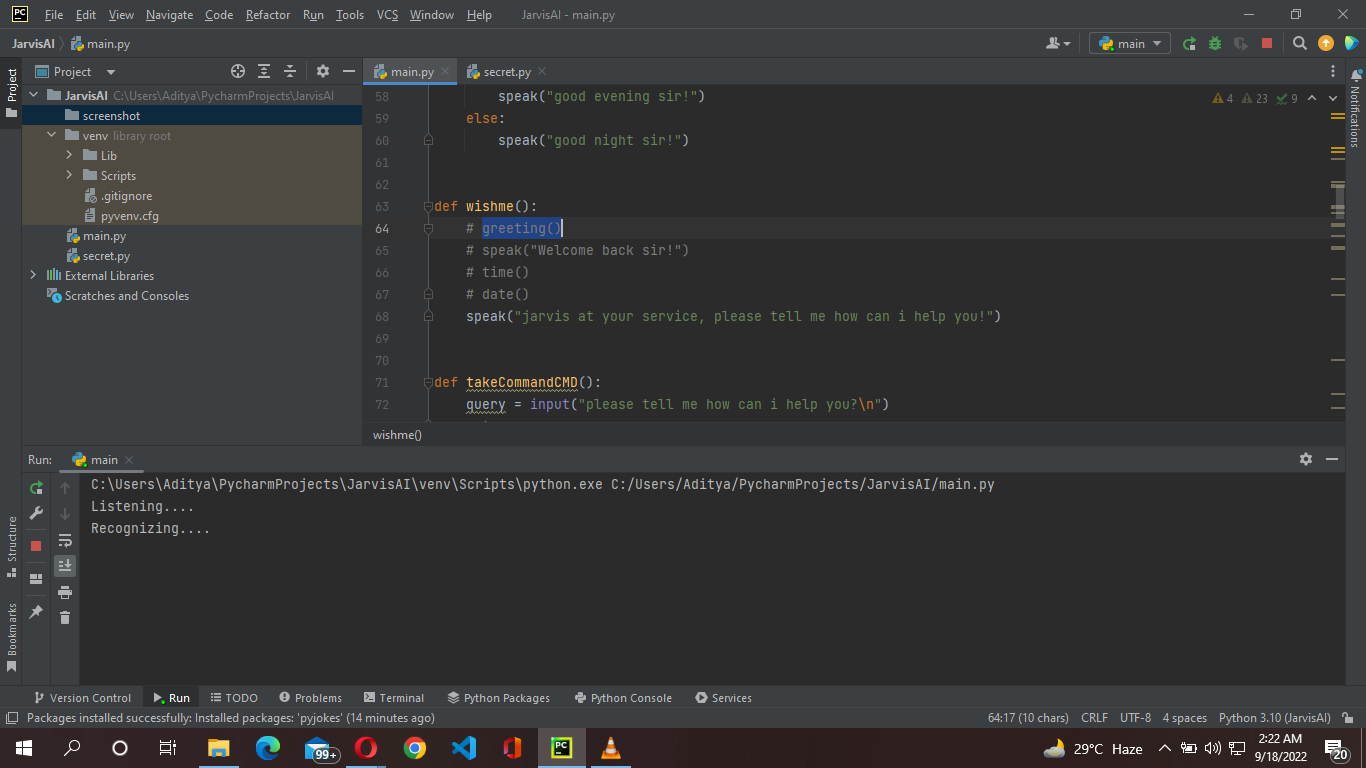 PC File Edit View Navigate Code Refactor Run Tools VCS Window Help JarvisAI - main.py
JarvisAI main.py main
Project main.py secret.py
JarvisAI C:\Users\Aditya\PycharmProjects\JarvisAI
screenshot
venv library root
Lib
Scripts
.gitignore
pyvenv.cfg
main.py
secret.py
External Libraries
Scratches and Consoles
Project
Structure
Bookmarks
Notifications
4 23 9
58 speak("good evening sir!")
59 else:
60 speak("good night sir!")
61
62
63 def wishme():
64 # greeting()
65 # speak("Welcome back sir!")
66 # time()
67 # date()
68 speak("jarvis at your service, please tell me how can i help you!")
69
70
71 def takeCommandCMD():
72 query = input("please tell me how can i help you?\n")
wishme()
Run: main
C:\Users\Aditya\PycharmProjects\JarvisAI\venv\Scripts\python.exe C:/Users/Aditya/PycharmProjects/JarvisAI/main.py
Listening....
Recognizing....
Version Control Run TODO Problems Terminal Python Packages Python Console Services
Packages installed successfully: Installed packages: 'pyjokes' (14 minutes ago) 64:17 (10 chars) CRLF UTF-8 4 spaces Python 3.10 (JarvisAI)
99+ PC 29°C Haze 2:22 AM
9/18/2022 20